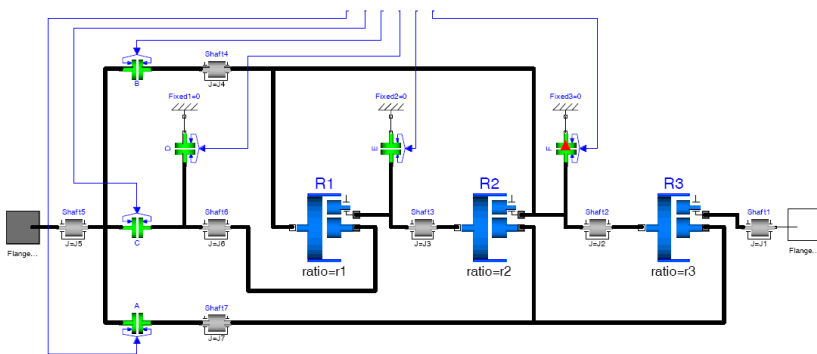 Shaft4
B
J=J4
Fixed1=0
Fixed2=0
Fixed3=0
D
E
F
R1
R2
R3
Shaft5
Shaft6
Shaft3
Shaft2
Shaft1
Flange...
J=J5
C
J=J6
J=J3
J=J2
J=J1
Flange...
ratio=r1
ratio=r2
ratio=r3
A
Shaft7
J=J7